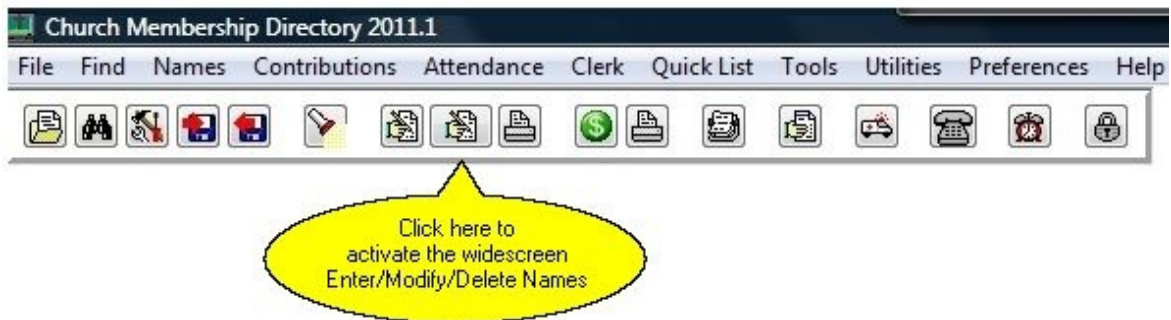 Church Membership Directory 2011.1
File Find Names Contributions Attendance Clerk Quick List Tools Utilities Preferences Help
$
Click here to
activate the widescreen
Enter/Modify/Delete Names